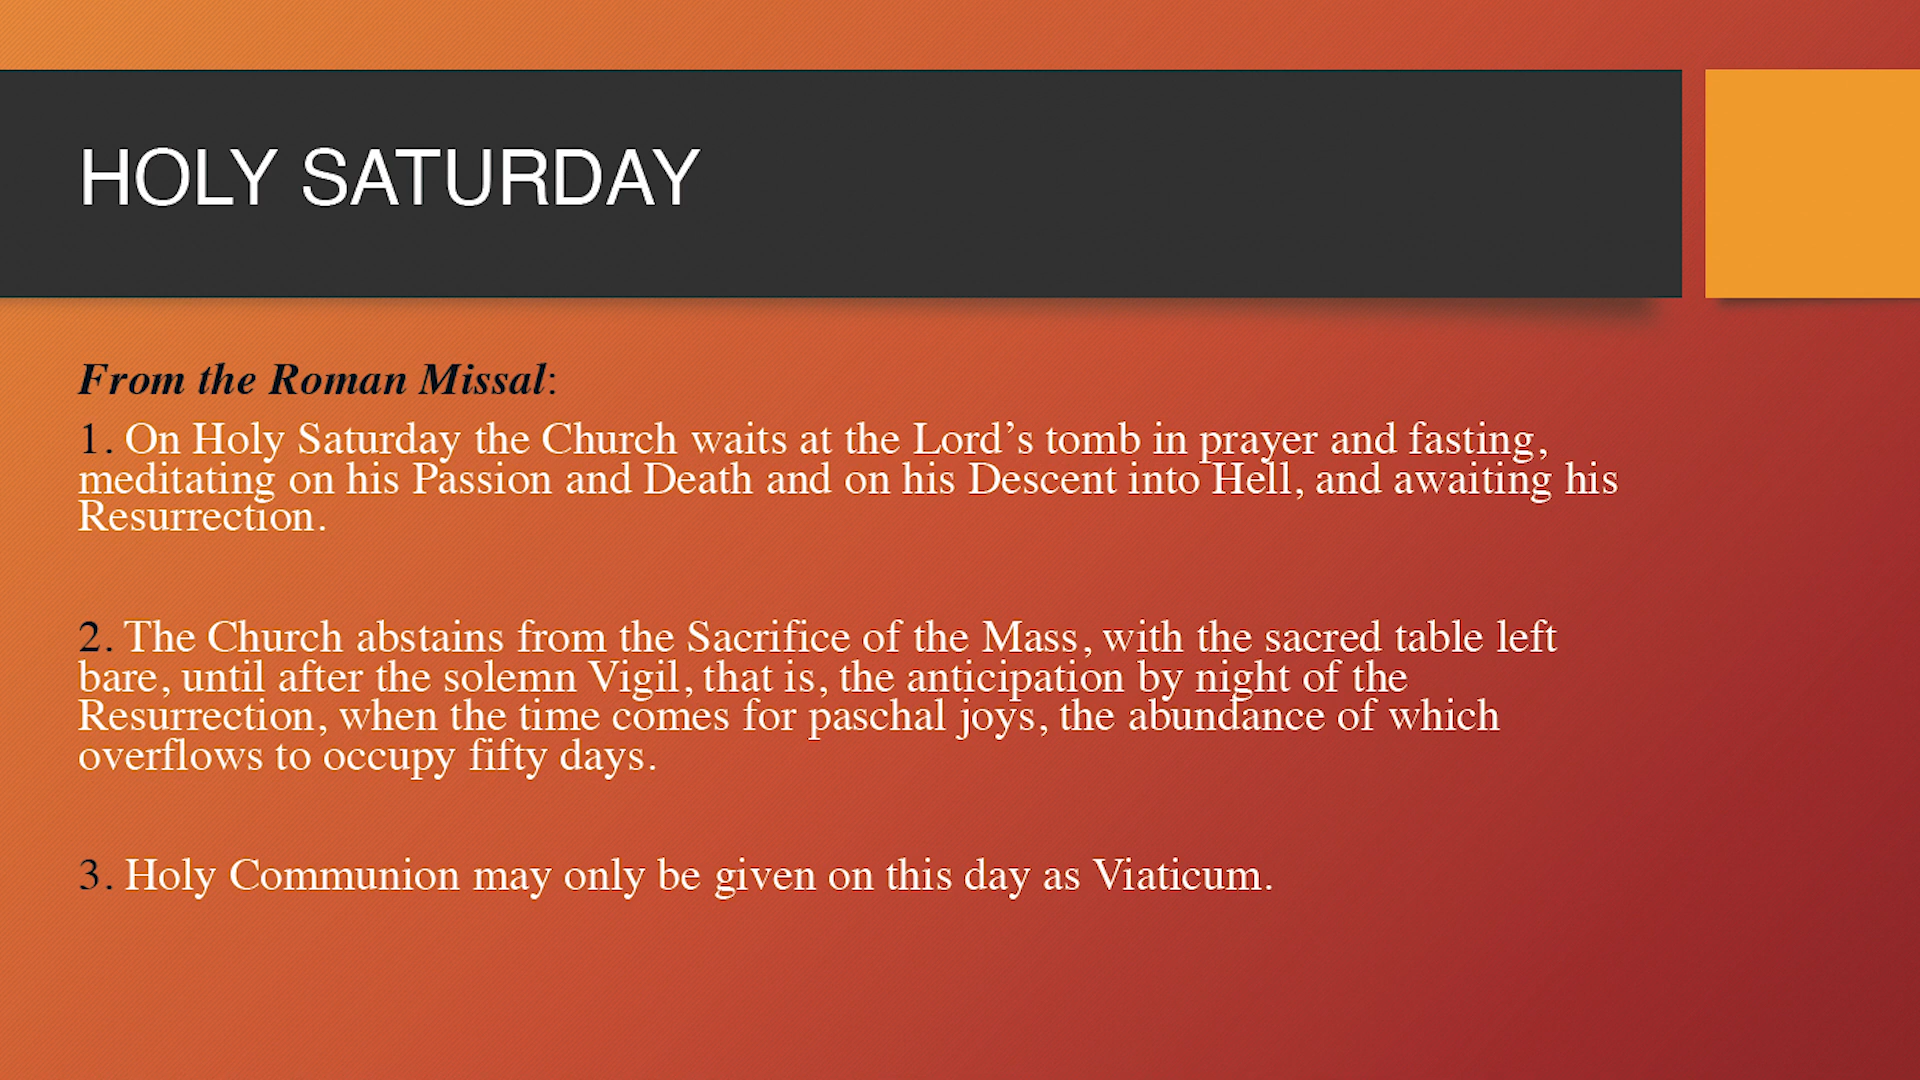 HOLY SATURDAY
From the Roman Missal:
1. On Holy Saturday the Church waits at the Lord’s tomb in prayer and fasting,
meditating on his Passion and Death and on his Descent into Hell, and awaiting his
Resurrection.
2. The Church abstains from the Sacrifice of the Mass, with the sacred table left
bare, until after the solemn Vigil, that is, the anticipation by night of the
Resurrection, when the time comes for paschal joys, the abundance of which
overflows to occupy fifty days.
3. Holy Communion may only be given on this day as Viaticum.